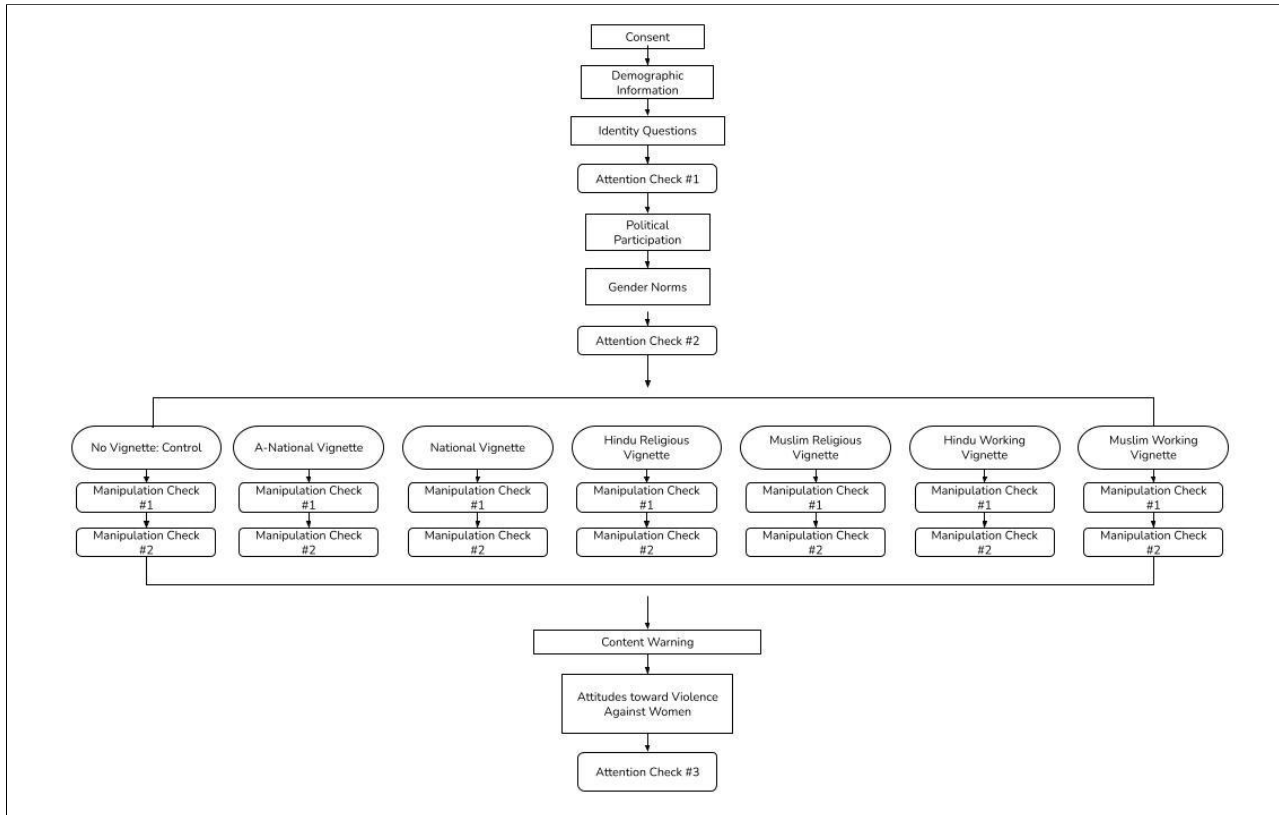 Consent
Demographic
Information
Identity Questions
Attention Check #1
Political
Participation
Gender Norms
Attention Check #2
No Vignette: Control
A-National Vignette
National Vignette
Hindu Religious
Vignette
Muslim Religious
Vignette
Hindu Working
Vignette
Muslim Working
Vignette
Manipulation Check
#1
Manipulation Check
#1
Manipulation Check
#1
Manipulation Check
#1
Manipulation Check
#1
Manipulation Check
#1
Manipulation Check
#1
Manipulation Check
#2
Manipulation Check
#2
Manipulation Check
#2
Manipulation Check
#2
Manipulation Check
#2
Manipulation Check
#2
Manipulation Check
#2
Content Warning
Attitudes toward Violence
Against Women
Attention Check #3